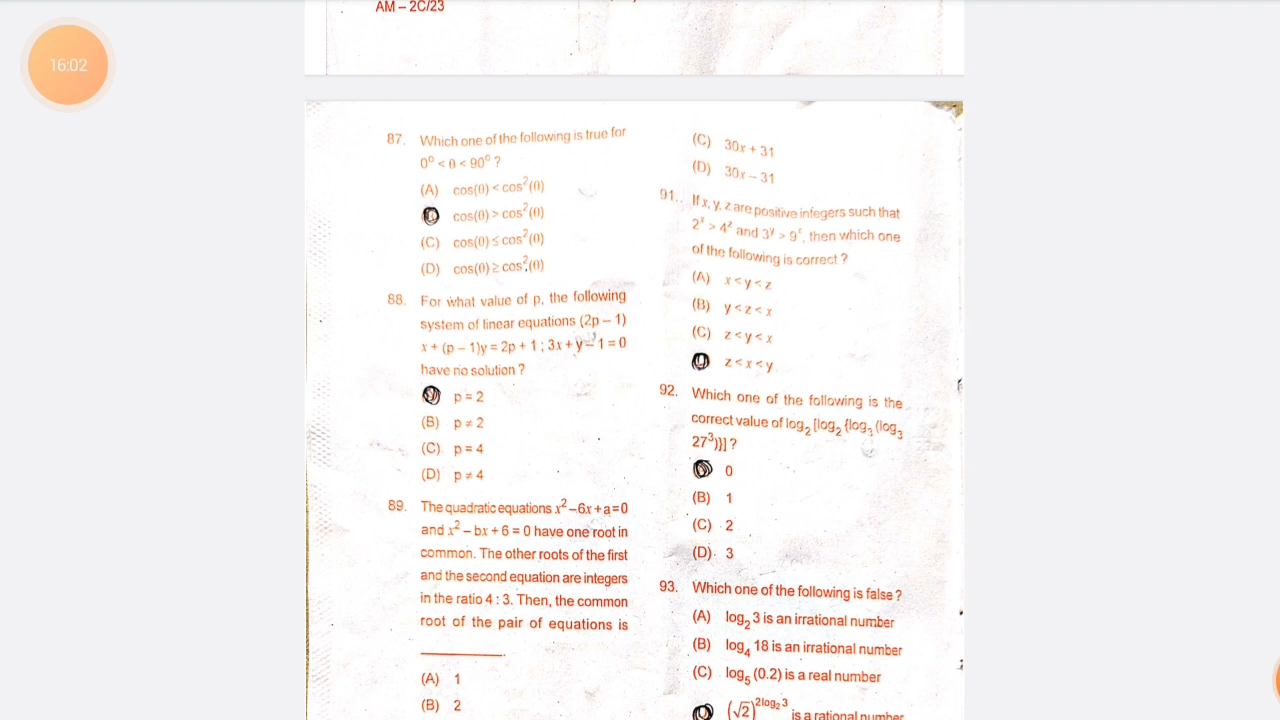 AM – 2C/23
16:02
87. Which one of the following is true for
0° < θ < 90° ?
(A) cos(θ) < cos²(θ)
cos(θ) > cos²(θ)
(C) cos(θ) ≤ cos²(θ)
(D) cos(θ) ≥ cos²(θ)
88. For what value of p, the following
system of linear equations (2p – 1)
x + (p – 1)y = 2p + 1 ; 3x + y – 1 = 0
have no solution ?
p = 2
(B) p ≠ 2
(C) p = 4
(D) p ≠ 4
89. The quadratic equations x² – 6x + a = 0
and x² – bx + 6 = 0 have one root in
common. The other roots of the first
and the second equation are integers
in the ratio 4 : 3. Then, the common
root of the pair of equations is
(A) 1
(B) 2
(C) 30x + 31
(D) 30x – 31
91. If x, y, z are positive integers such that
2ˣ > 4ᶻ and 3ʸ > 9ˣ, then which one
of the following is correct ?
(A) x < y < z
(B) y < z < x
(C) z < y < x
z < x < y
92. Which one of the following is the
correct value of log₂ [log₂ {log₃ (log₃
27³)}] ?
0
(B) 1
(C) 2
(D) 3
93. Which one of the following is false ?
(A) log₂ 3 is an irrational number
(B) log₄ 18 is an irrational number
(C) log₅ (0.2) is a real number
(√2)^2log₂ 3 is a rational number